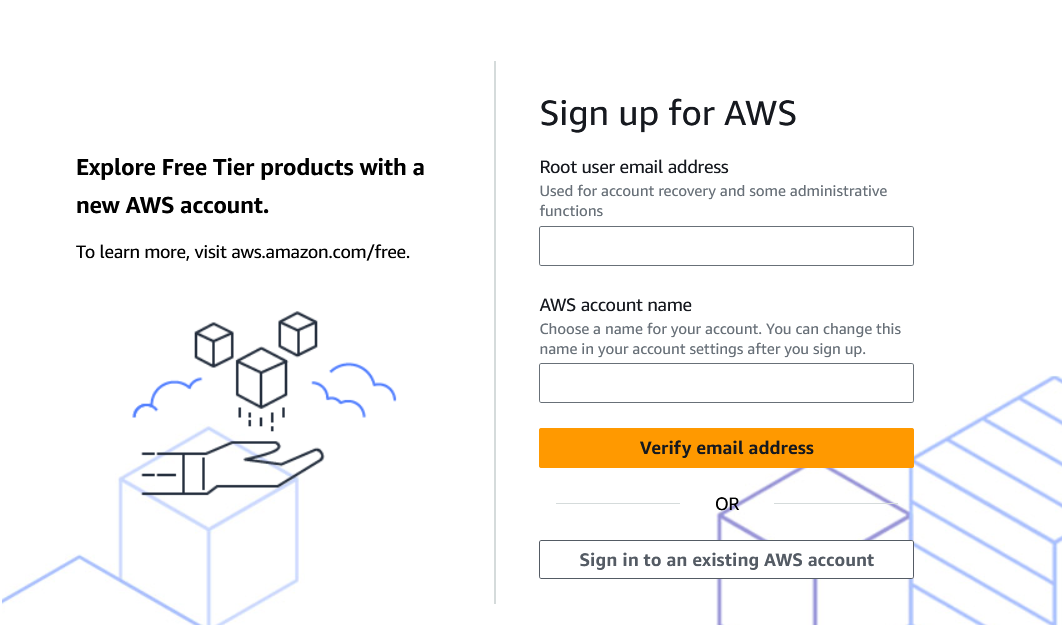 Explore Free Tier products with a
new AWS account.
To learn more, visit aws.amazon.com/free.
Sign up for AWS
Root user email address
Used for account recovery and some administrative
functions
AWS account name
Choose a name for your account. You can change this
name in your account settings after you sign up.
Verify email address
OR
Sign in to an existing AWS account